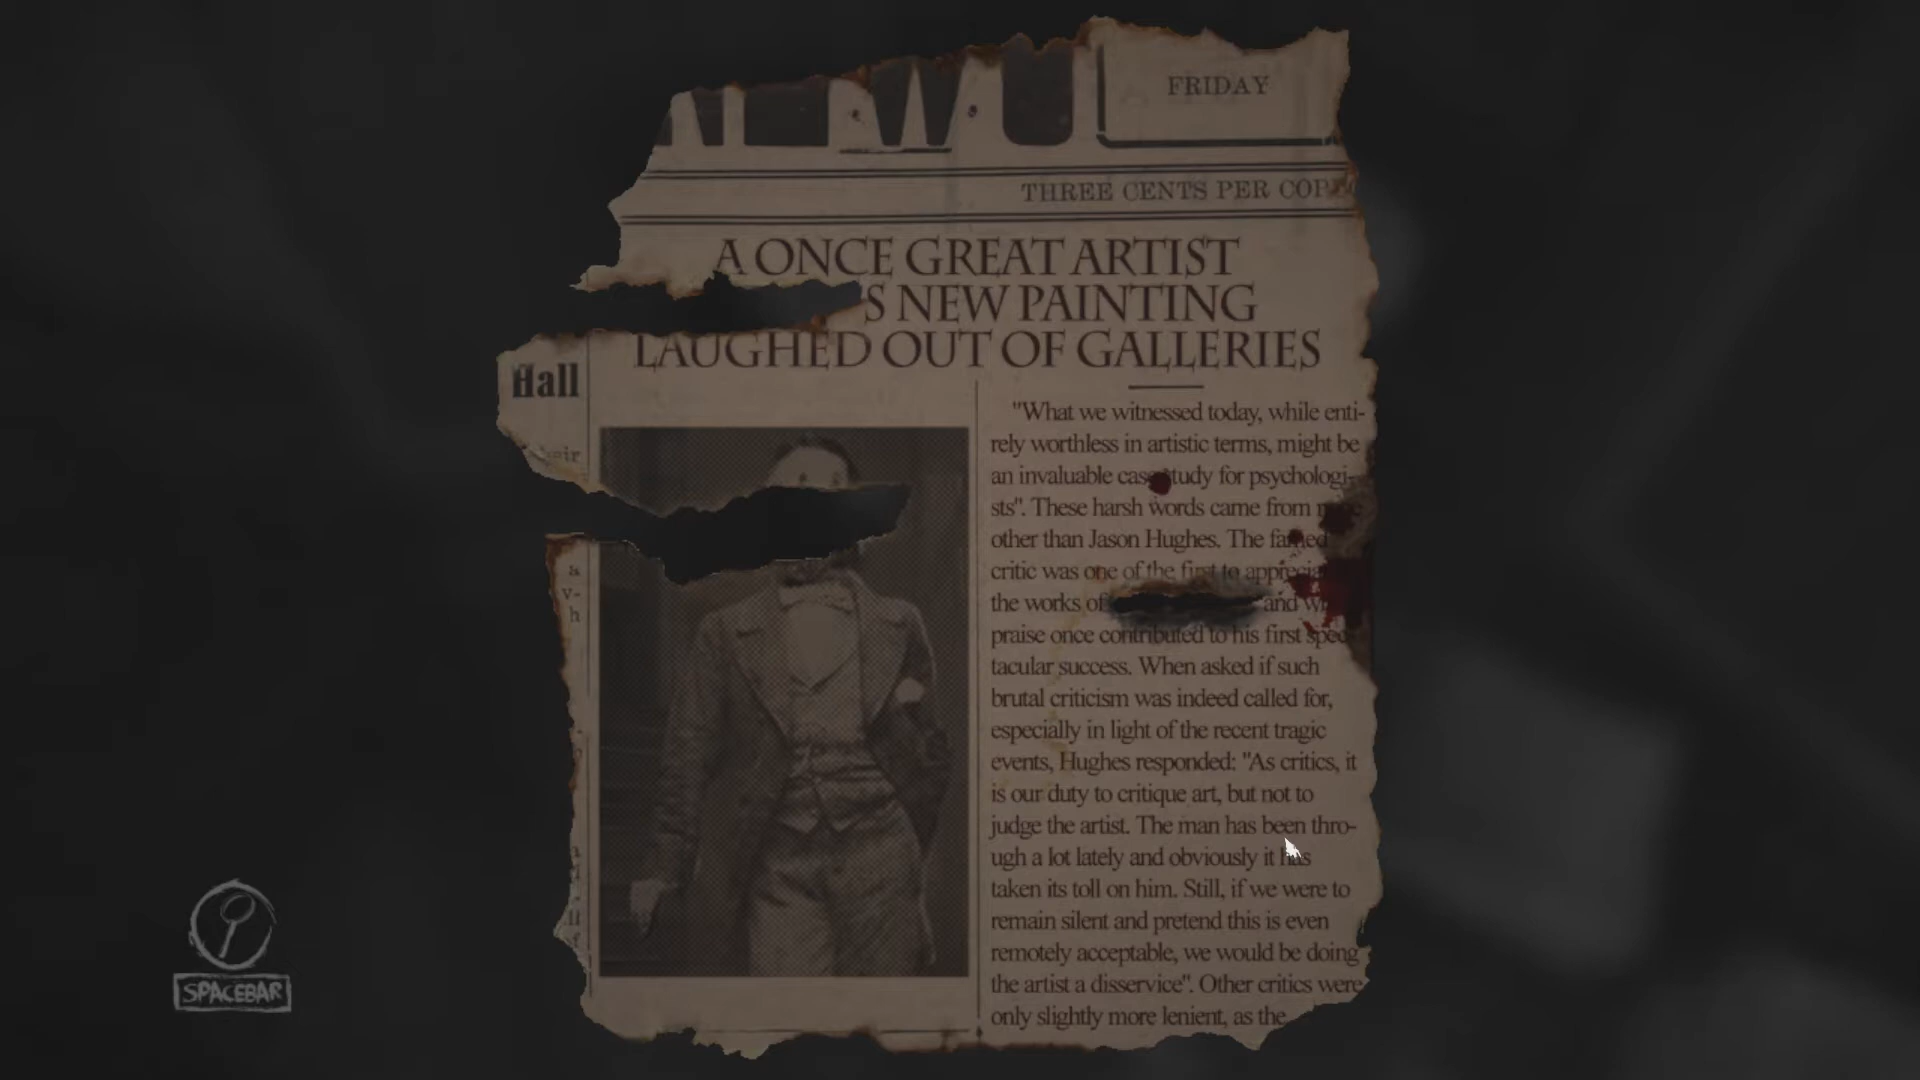 FRIDAY
THREE CENTS PER COP
A ONCE GREAT ARTIST
S NEW PAINTING
LAUGHED OUT OF GALLERIES
Hall
"What we witnessed today, while enti-
rely worthless in artistic terms, might be
an invaluable case study for psychologi-
sts". These harsh words came from
other than Jason Hughes. The famed
critic was one of the first to apprecia
the works of and
praise once contributed to his first spec-
tacular success. When asked if such
brutal criticism was indeed called for,
especially in light of the recent tragic
events, Hughes responded: "As critics, it
is our duty to critique art, but not to
judge the artist. The man has been thro-
ugh a lot lately and obviously it has
taken its toll on him. Still, if we were to
remain silent and pretend this is even
remotely acceptable, we would be doing
the artist a disservice". Other critics were
only slightly more lenient, as the
a
v-
h
SPACEBAR